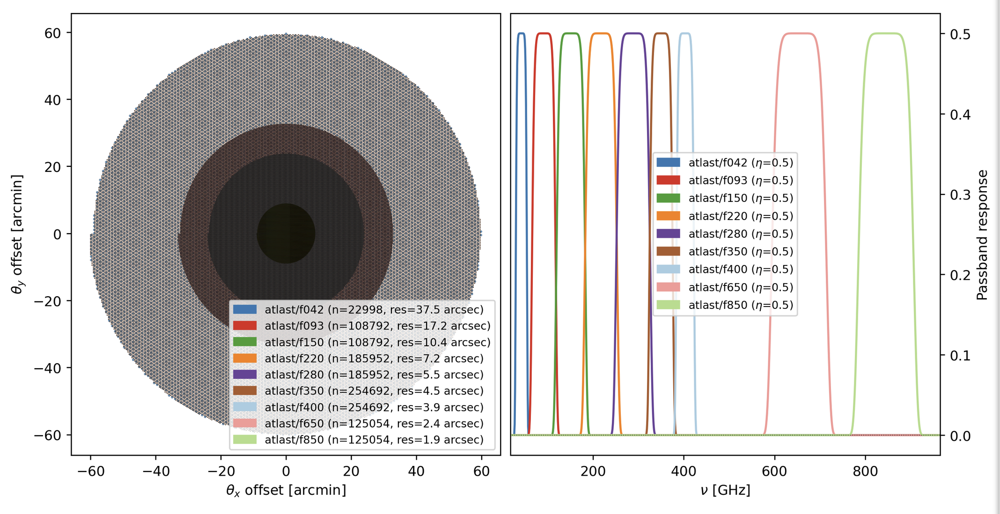 60
40
20
0
−20
−40
−60
θy offset [arcmin]
−60 −40 −20 0 20 40 60
θx offset [arcmin]
atlast/f042 (n=22998, res=37.5 arcsec)
atlast/f093 (n=108792, res=17.2 arcsec)
atlast/f150 (n=108792, res=10.4 arcsec)
atlast/f220 (n=185952, res=7.2 arcsec)
atlast/f280 (n=185952, res=5.5 arcsec)
atlast/f350 (n=254692, res=4.5 arcsec)
atlast/f400 (n=254692, res=3.9 arcsec)
atlast/f650 (n=125054, res=2.4 arcsec)
atlast/f850 (n=125054, res=1.9 arcsec)
atlast/f042 (η=0.5)
atlast/f093 (η=0.5)
atlast/f150 (η=0.5)
atlast/f220 (η=0.5)
atlast/f280 (η=0.5)
atlast/f350 (η=0.5)
atlast/f400 (η=0.5)
atlast/f650 (η=0.5)
atlast/f850 (η=0.5)
200 400 600 800
ν [GHz]
0.5
0.4
0.3
0.2
0.1
0.0
Passband response